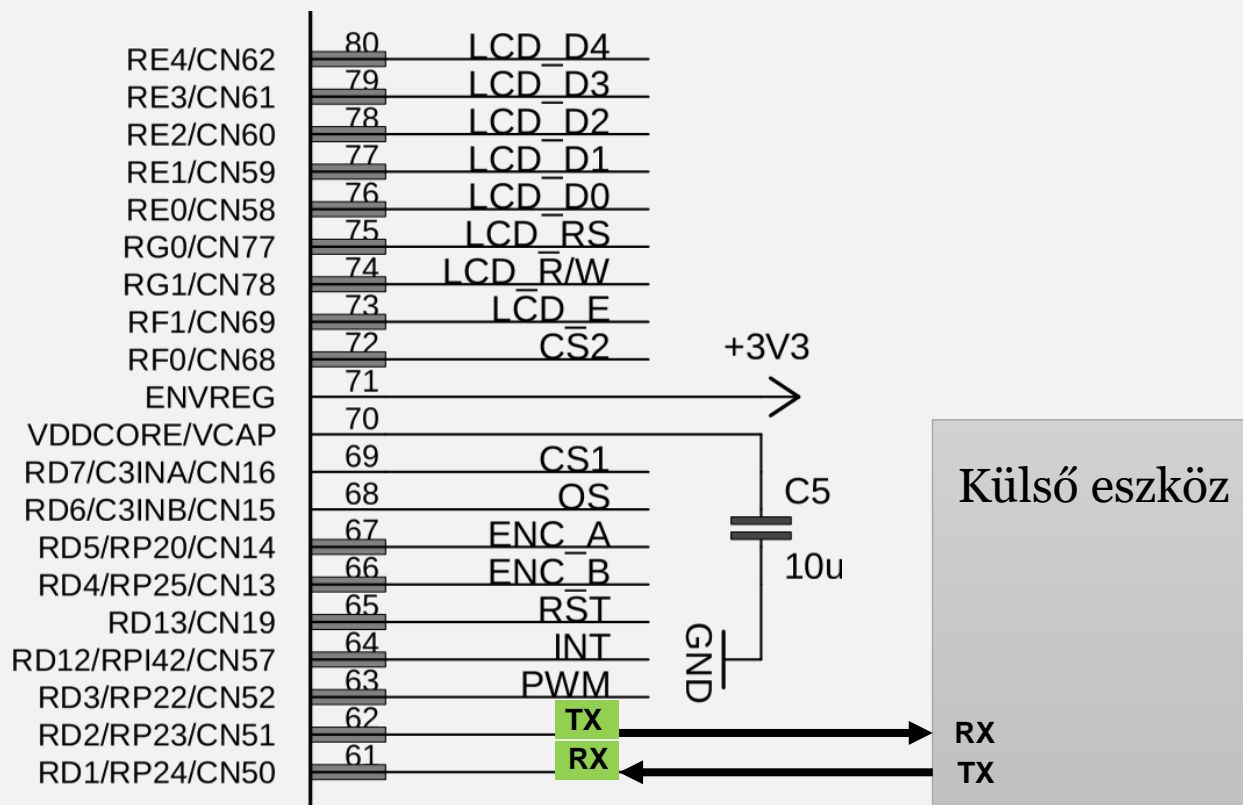 RE4/CN62 80 LCD_D4
RE3/CN61 79 LCD_D3
RE2/CN60 78 LCD_D2
RE1/CN59 77 LCD_D1
RE0/CN58 76 LCD_D0
RG0/CN77 75 LCD_RS
RG1/CN78 74 LCD_R/W
RF1/CN69 73 LCD_E
RF0/CN68 72 CS2
+3V3
ENVREG 71
VDDCORE/VCAP 70
RD7/C3INA/CN16 69 CS1
Külső eszköz
RD6/C3INB/CN15 68 OS
C5
RD5/RP20/CN14 67 ENC_A
10u
RD4/RP25/CN13 66 ENC_B
RD13/CN19 65 RST
RD12/RPI42/CN57 64 INT
GND
RD3/RP22/CN52 63 PWM
RD2/RP23/CN51 62 TX RX
RD1/RP24/CN50 61 RX TX